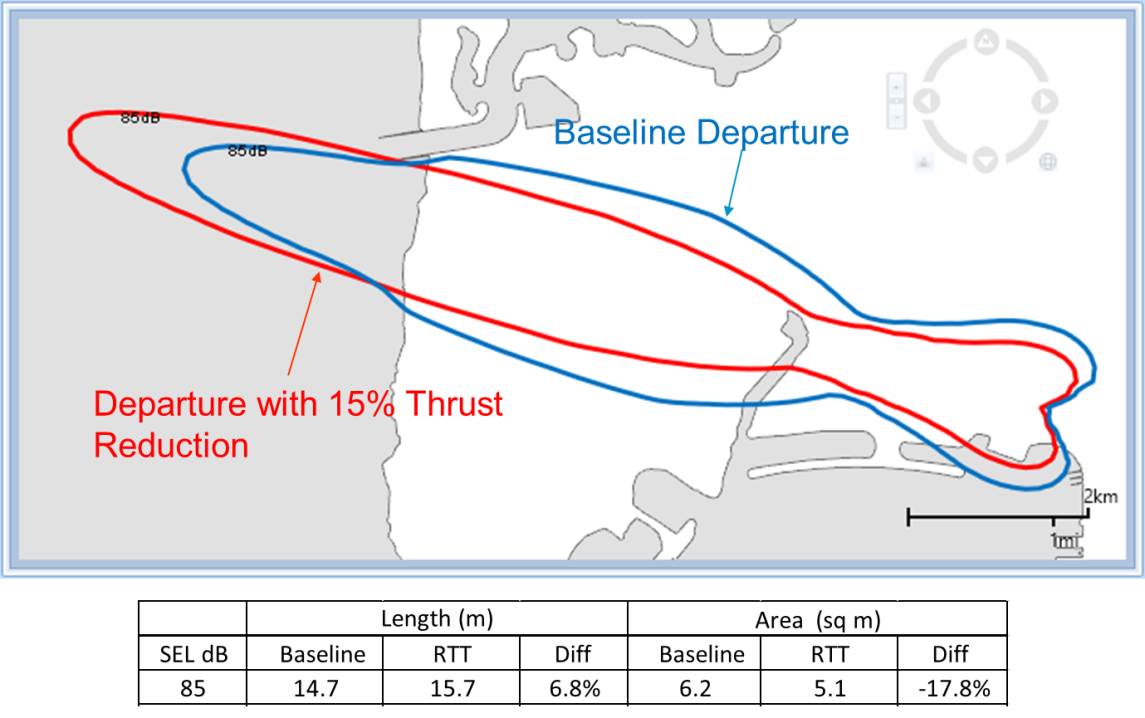 85dB
85dB
Baseline Departure
Departure with 15% Thrust
Reduction
2km
1mi
Length (m) Area (sq m)
SEL dB Baseline RTT Diff Baseline RTT Diff
85 14.7 15.7 6.8% 6.2 5.1 -17.8%